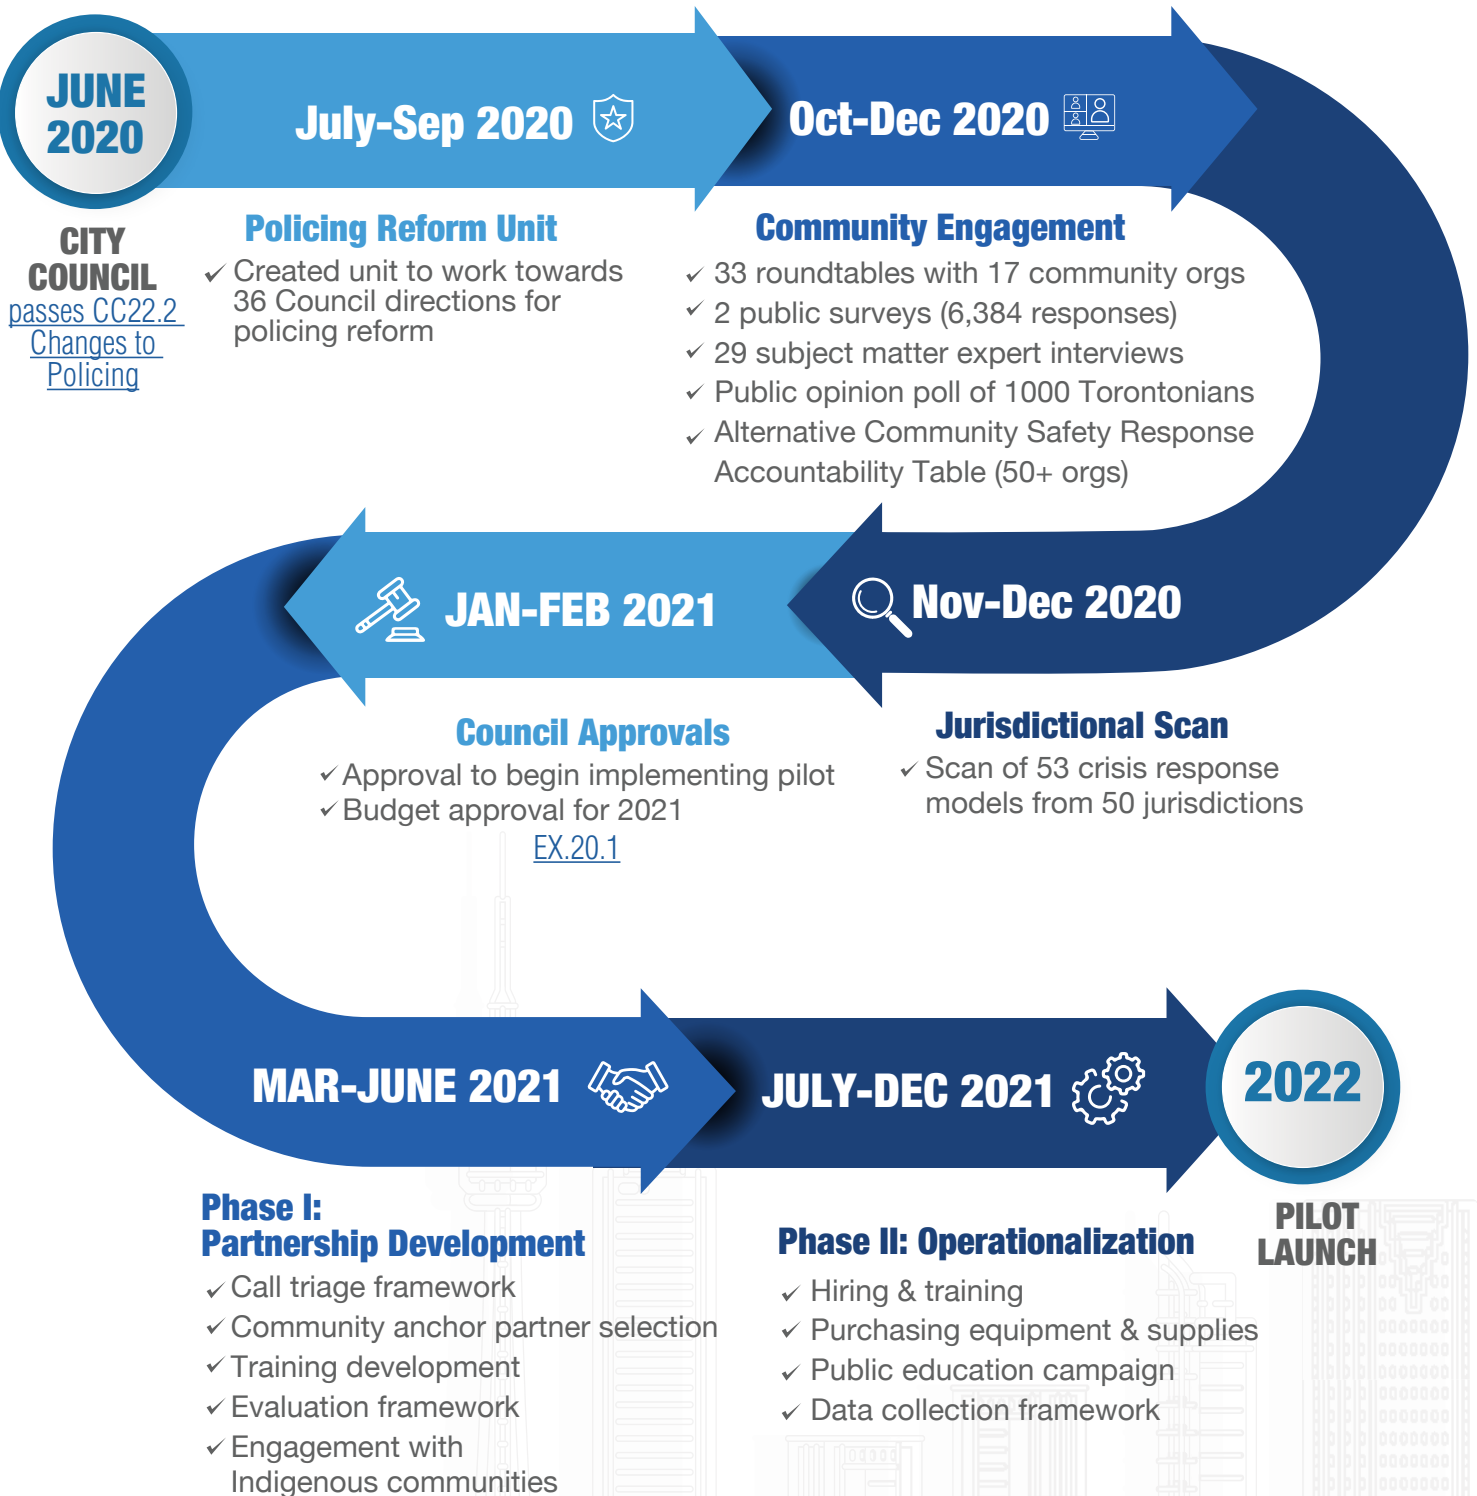 JUNE
2020
July-Sep 2020
Oct-Dec 2020
CITY
COUNCIL
passes CC22.2
Changes to
Policing
Policing Reform Unit
✓ Created unit to work towards
36 Council directions for
policing reform
Community Engagement
✓ 33 roundtables with 17 community orgs
✓ 2 public surveys (6,384 responses)
✓ 29 subject matter expert interviews
✓ Public opinion poll of 1000 Torontonians
✓ Alternative Community Safety Response
Accountability Table (50+ orgs)
Nov-Dec 2020
Jurisdictional Scan
✓ Scan of 53 crisis response
models from 50 jurisdictions
JAN-FEB 2021
Council Approvals
✓ Approval to begin implementing pilot
✓ Budget approval for 2021
EX.20.1
MAR-JUNE 2021
Phase I:
Partnership Development
✓ Call triage framework
✓ Community anchor partner selection
✓ Training development
✓ Evaluation framework
✓ Engagement with
Indigenous communities
JULY-DEC 2021
Phase II: Operationalization
✓ Hiring & training
✓ Purchasing equipment & supplies
✓ Public education campaign
✓ Data collection framework
2022
PILOT
LAUNCH